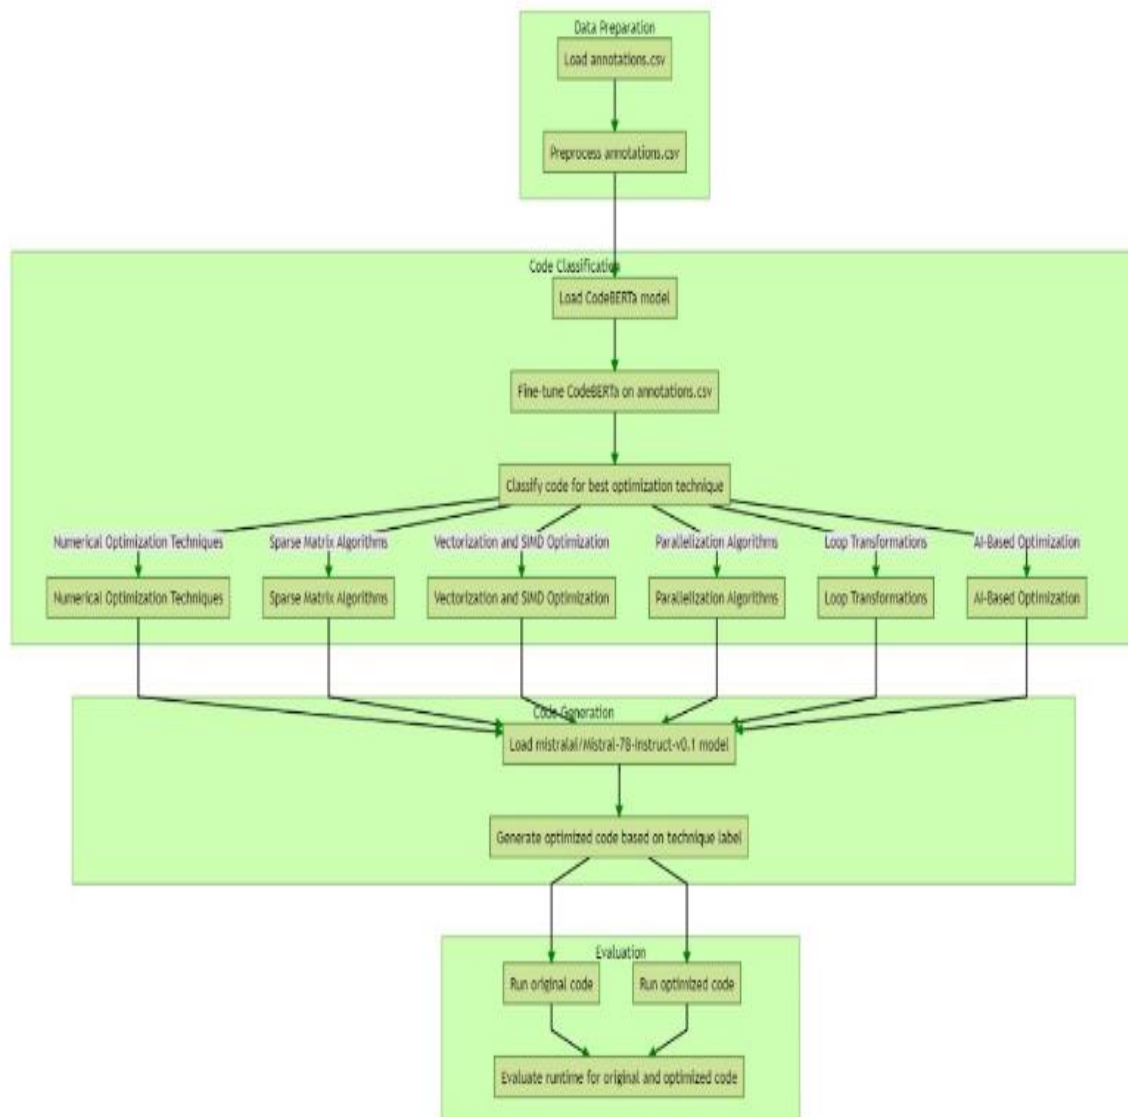 Data Preparation
Load annotations.csv
Preprocess annotations.csv
Code Classification
Load CodeBERTa model
Fine-tune CodeBERTa on annotations.csv
Classify code for best optimization technique
Numerical Optimization Techniques
Sparse Matrix Algorithms
Vectorization and SIMD Optimization
Parallelization Algorithms
Loop Transformations
AI-Based Optimization
Numerical Optimization Techniques
Sparse Matrix Algorithms
Vectorization and SIMD Optimization
Parallelization Algorithms
Loop Transformations
AI-Based Optimization
Code Generation
Load mistralai/Mistral-7B-Instruct-v0.1 model
Generate optimized code based on technique label
Evaluation
Run original code
Run optimized code
Evaluate runtime for original and optimized code